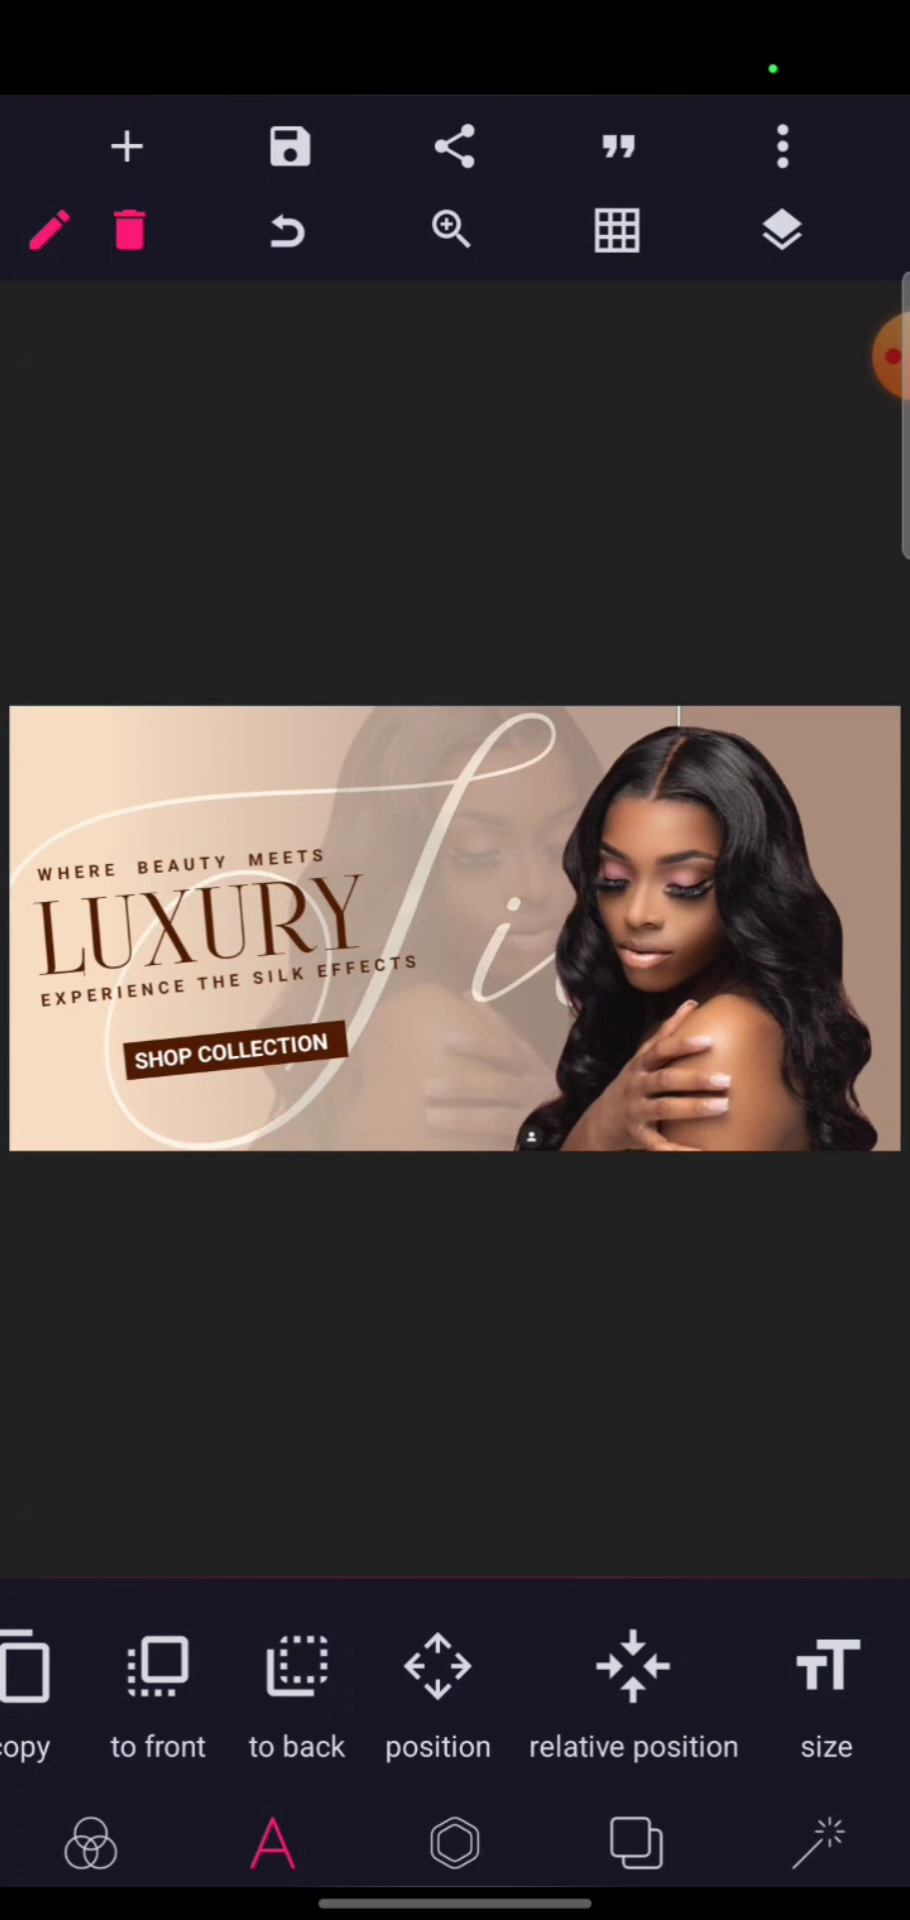 WHERE BEAUTY MEETS
LUXURY
EXPERIENCE THE SILK EFFECTS
SHOP COLLECTION
copy
to front
to back
position
relative position
size